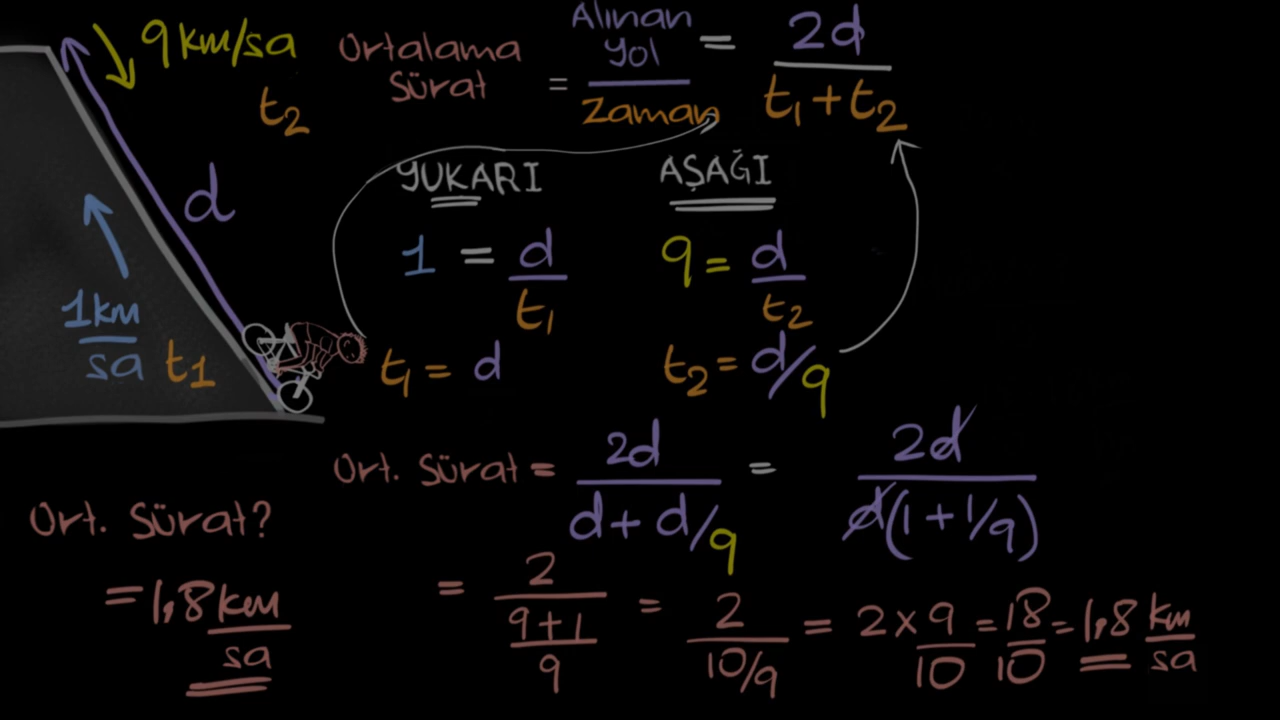 9 km/sa
t2
d
1 km
sa
t1
Ortalama Sürat = Alınan yol / Zaman = 2d / t1 + t2
YUKARI
1 = d / t1
t1 = d
AŞAĞI
9 = d / t2
t2 = d/9
Ort. Sürat = 2d / d + d/9 = 2d / d(1 + 1/9)
= 2 / 9+1 / 9 = 2 / 10/9 = 2 x 9 / 10 = 18 / 10 = 1,8 km / sa
Ort. Sürat?
= 1,8 km
sa